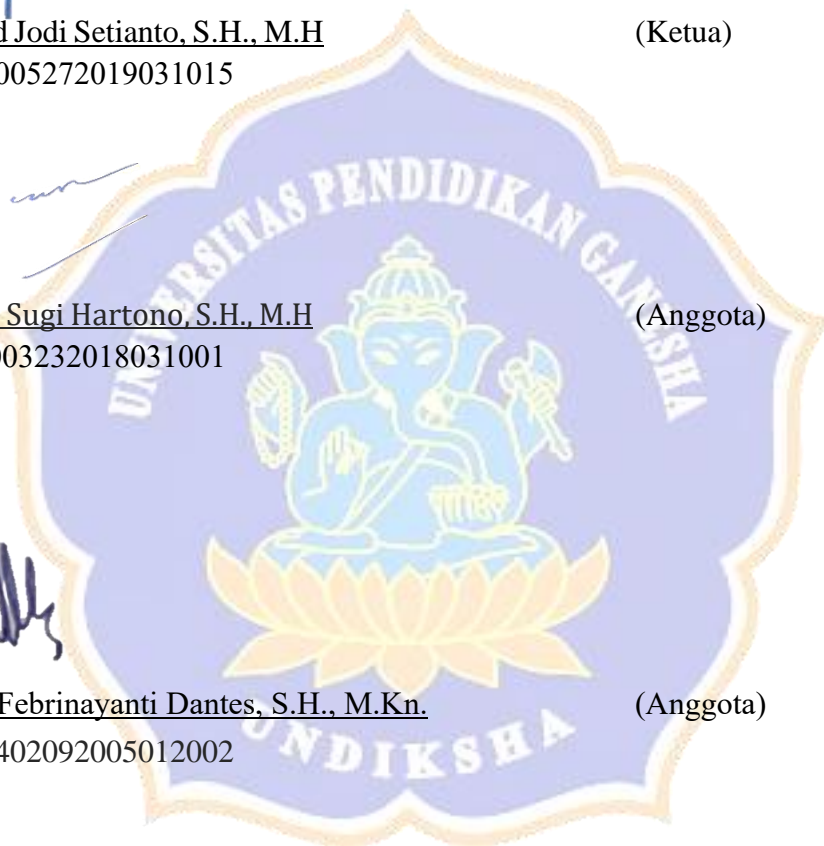 d Jodi Setianto, S.H., M.H (Ketua)
005272019031015
UNIVERSITAS PENDIDIKAN GANESHA
Sugi Hartono, S.H., M.H (Anggota)
003232018031001
Febrinayanti Dantes, S.H., M.Kn. (Anggota)
402092005012002
UNDIKSHA